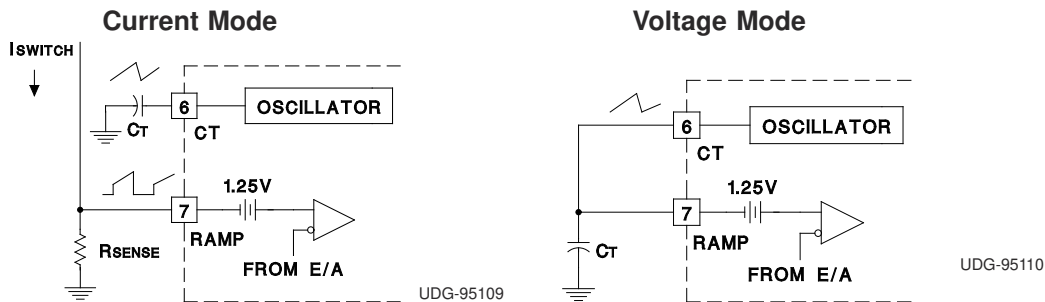 Current Mode
ISWITCH
CT
6
CT
OSCILLATOR
1.25V
7
RAMP
RSENSE
FROM E/A
UDG-95109
Voltage Mode
6
CT
OSCILLATOR
1.25V
7
RAMP
CT
FROM E/A
UDG-95110